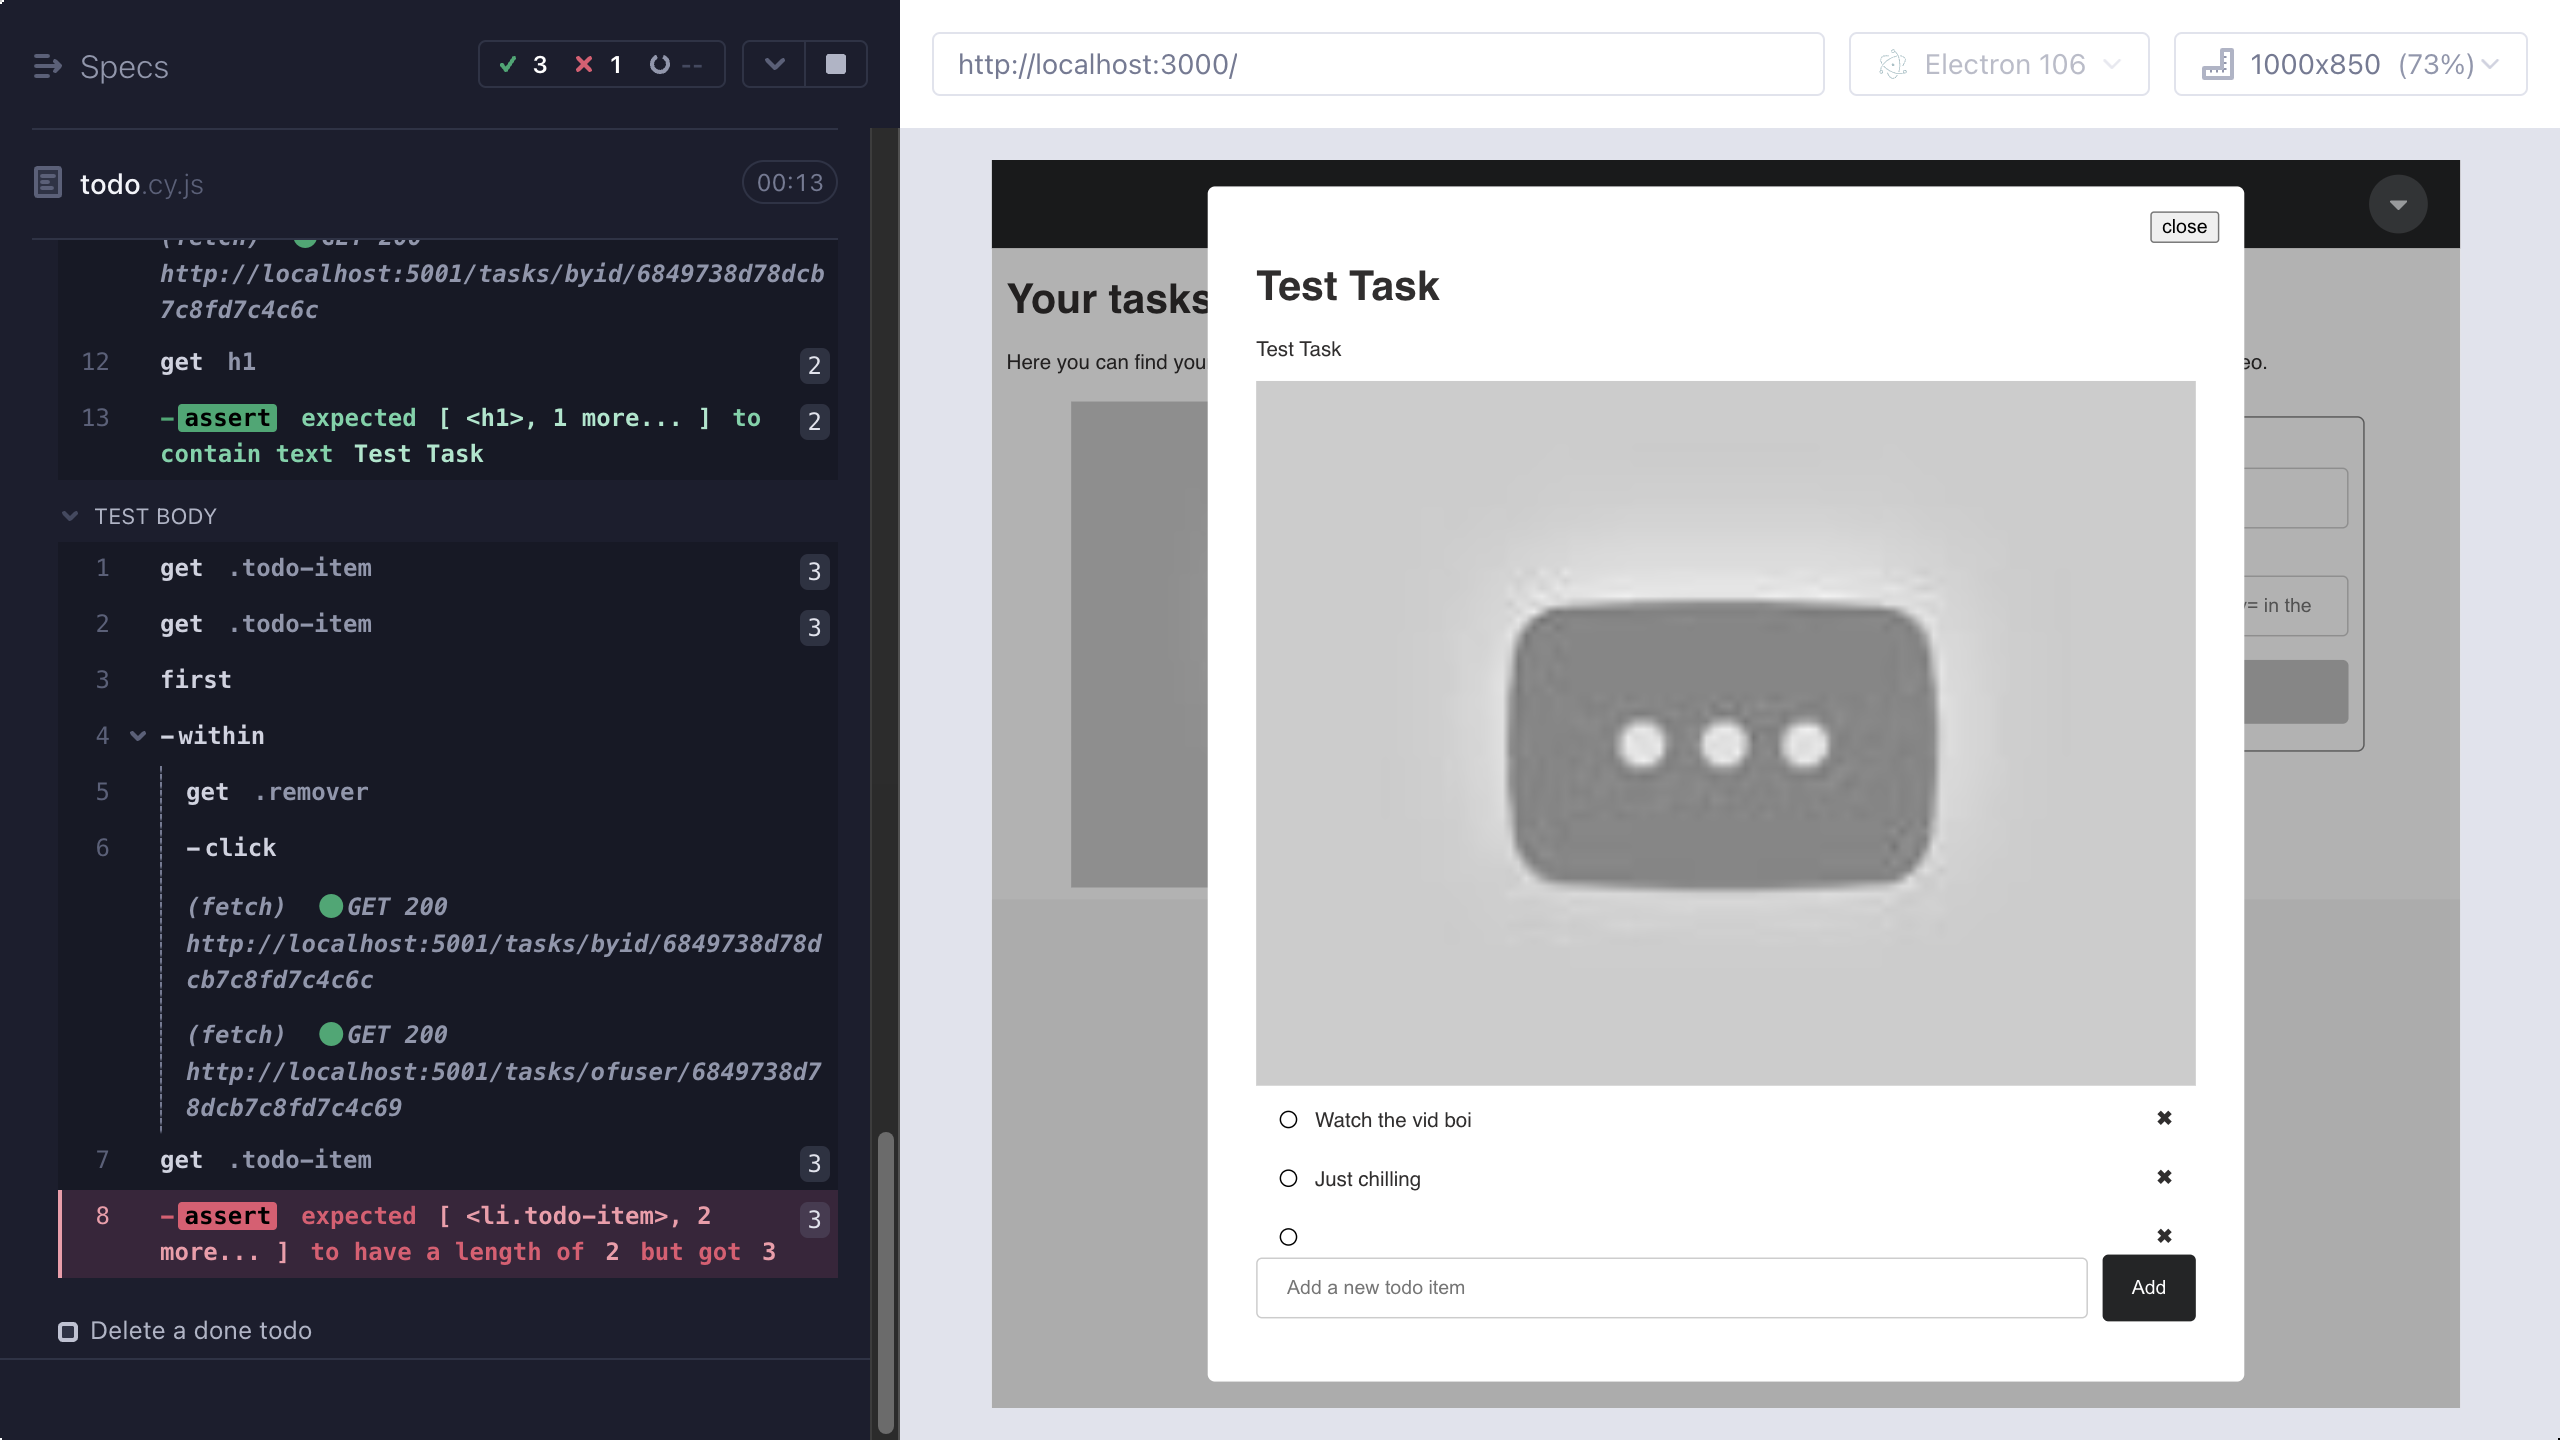 Specs
3 1 --
todo.cy.js
00:13
(fetch) GET 200
http://localhost:5001/tasks/byid/6849738d78dcb
7c8fd7c4c6c
12 get h1 2
13 -assert expected [ <h1>, 1 more... ] to 2
contain text Test Task
TEST BODY
1 get .todo-item 3
2 get .todo-item 3
3 first
4 -within
5 get .remover
6 -click
(fetch) GET 200
http://localhost:5001/tasks/byid/6849738d78d
cb7c8fd7c4c6c
(fetch) GET 200
http://localhost:5001/tasks/ofuser/6849738d7
8dcb7c8fd7c4c69
7 get .todo-item 3
8 -assert expected [ <li.todo-item>, 2 3
more... ] to have a length of 2 but got 3
Delete a done todo
http://localhost:3000/
Electron 106
1000x850 (73%)
close
Your tasks
Test Task
Here you can find you
Test Task
eo.
= in the
Watch the vid boi ✖
Just chilling ✖
✖
Add a new todo item
Add